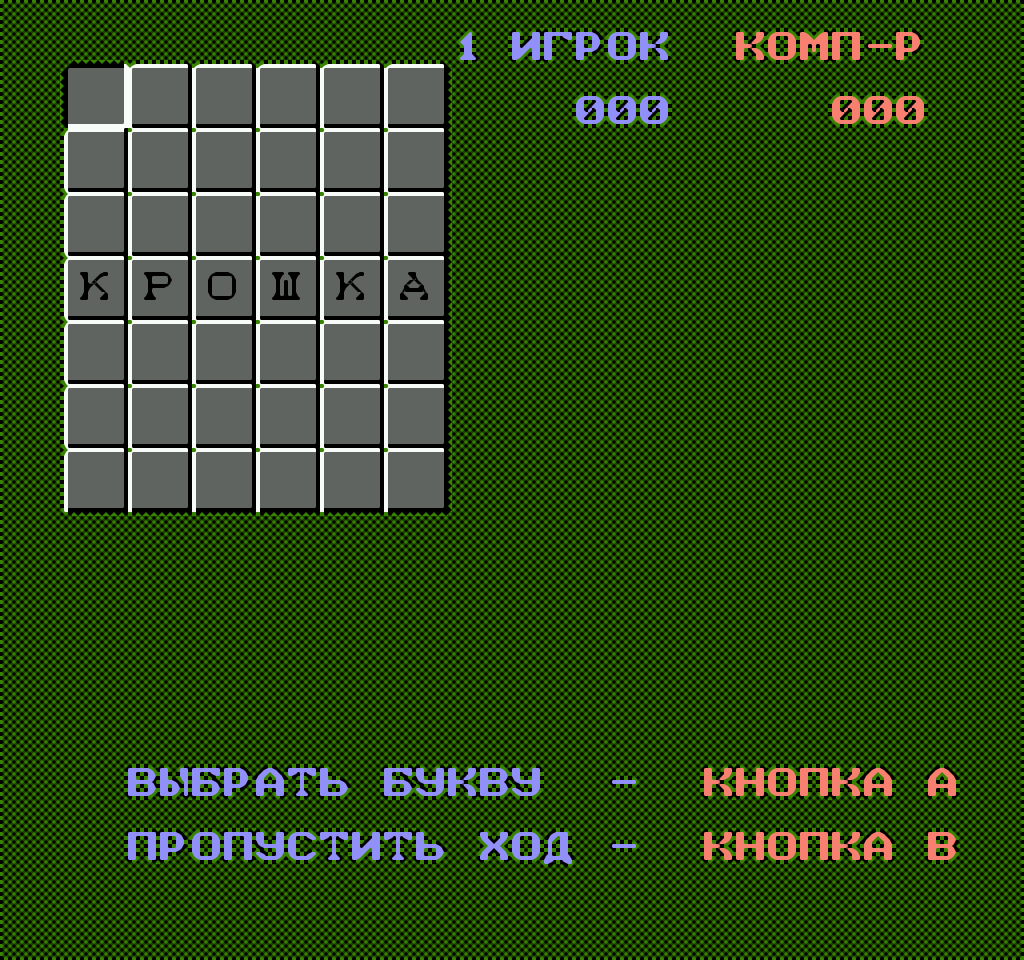 1 ИГРОК КОМП-Р
000 000
КРОШКА
ВЫБРАТЬ БУКВУ - КНОПКА A
ПРОПУСТИТЬ ХОД - КНОПКА B